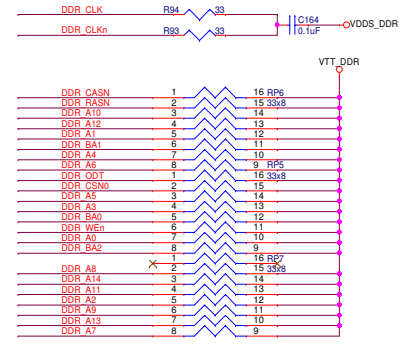 DDR_CLK R94 33
C164
VDDS_DDR
DDR_CLKn R93 33 0.1uF
VTT_DDR
DDR_CASN 1 16 RP6
DDR_RASN 2 15 33x8
DDR_A10 3 14
DDR_A12 4 13
DDR_A1 5 12
DDR_BA1 6 11
DDR_A4 7 10
DDR_A6 8 9 RP5
DDR_ODT 1 16 33x8
DDR_CSN0 2 15
DDR_A5 3 14
DDR_A3 4 13
DDR_BA0 5 12
DDR_WEn 6 11
DDR_A0 7 10
DDR_BA2 8 9
1 16 RP7
DDR_A8 2 15 33x8
DDR_A14 3 14
DDR_A11 4 13
DDR_A2 5 12
DDR_A9 6 11
DDR_A13 7 10
DDR_A7 8 9